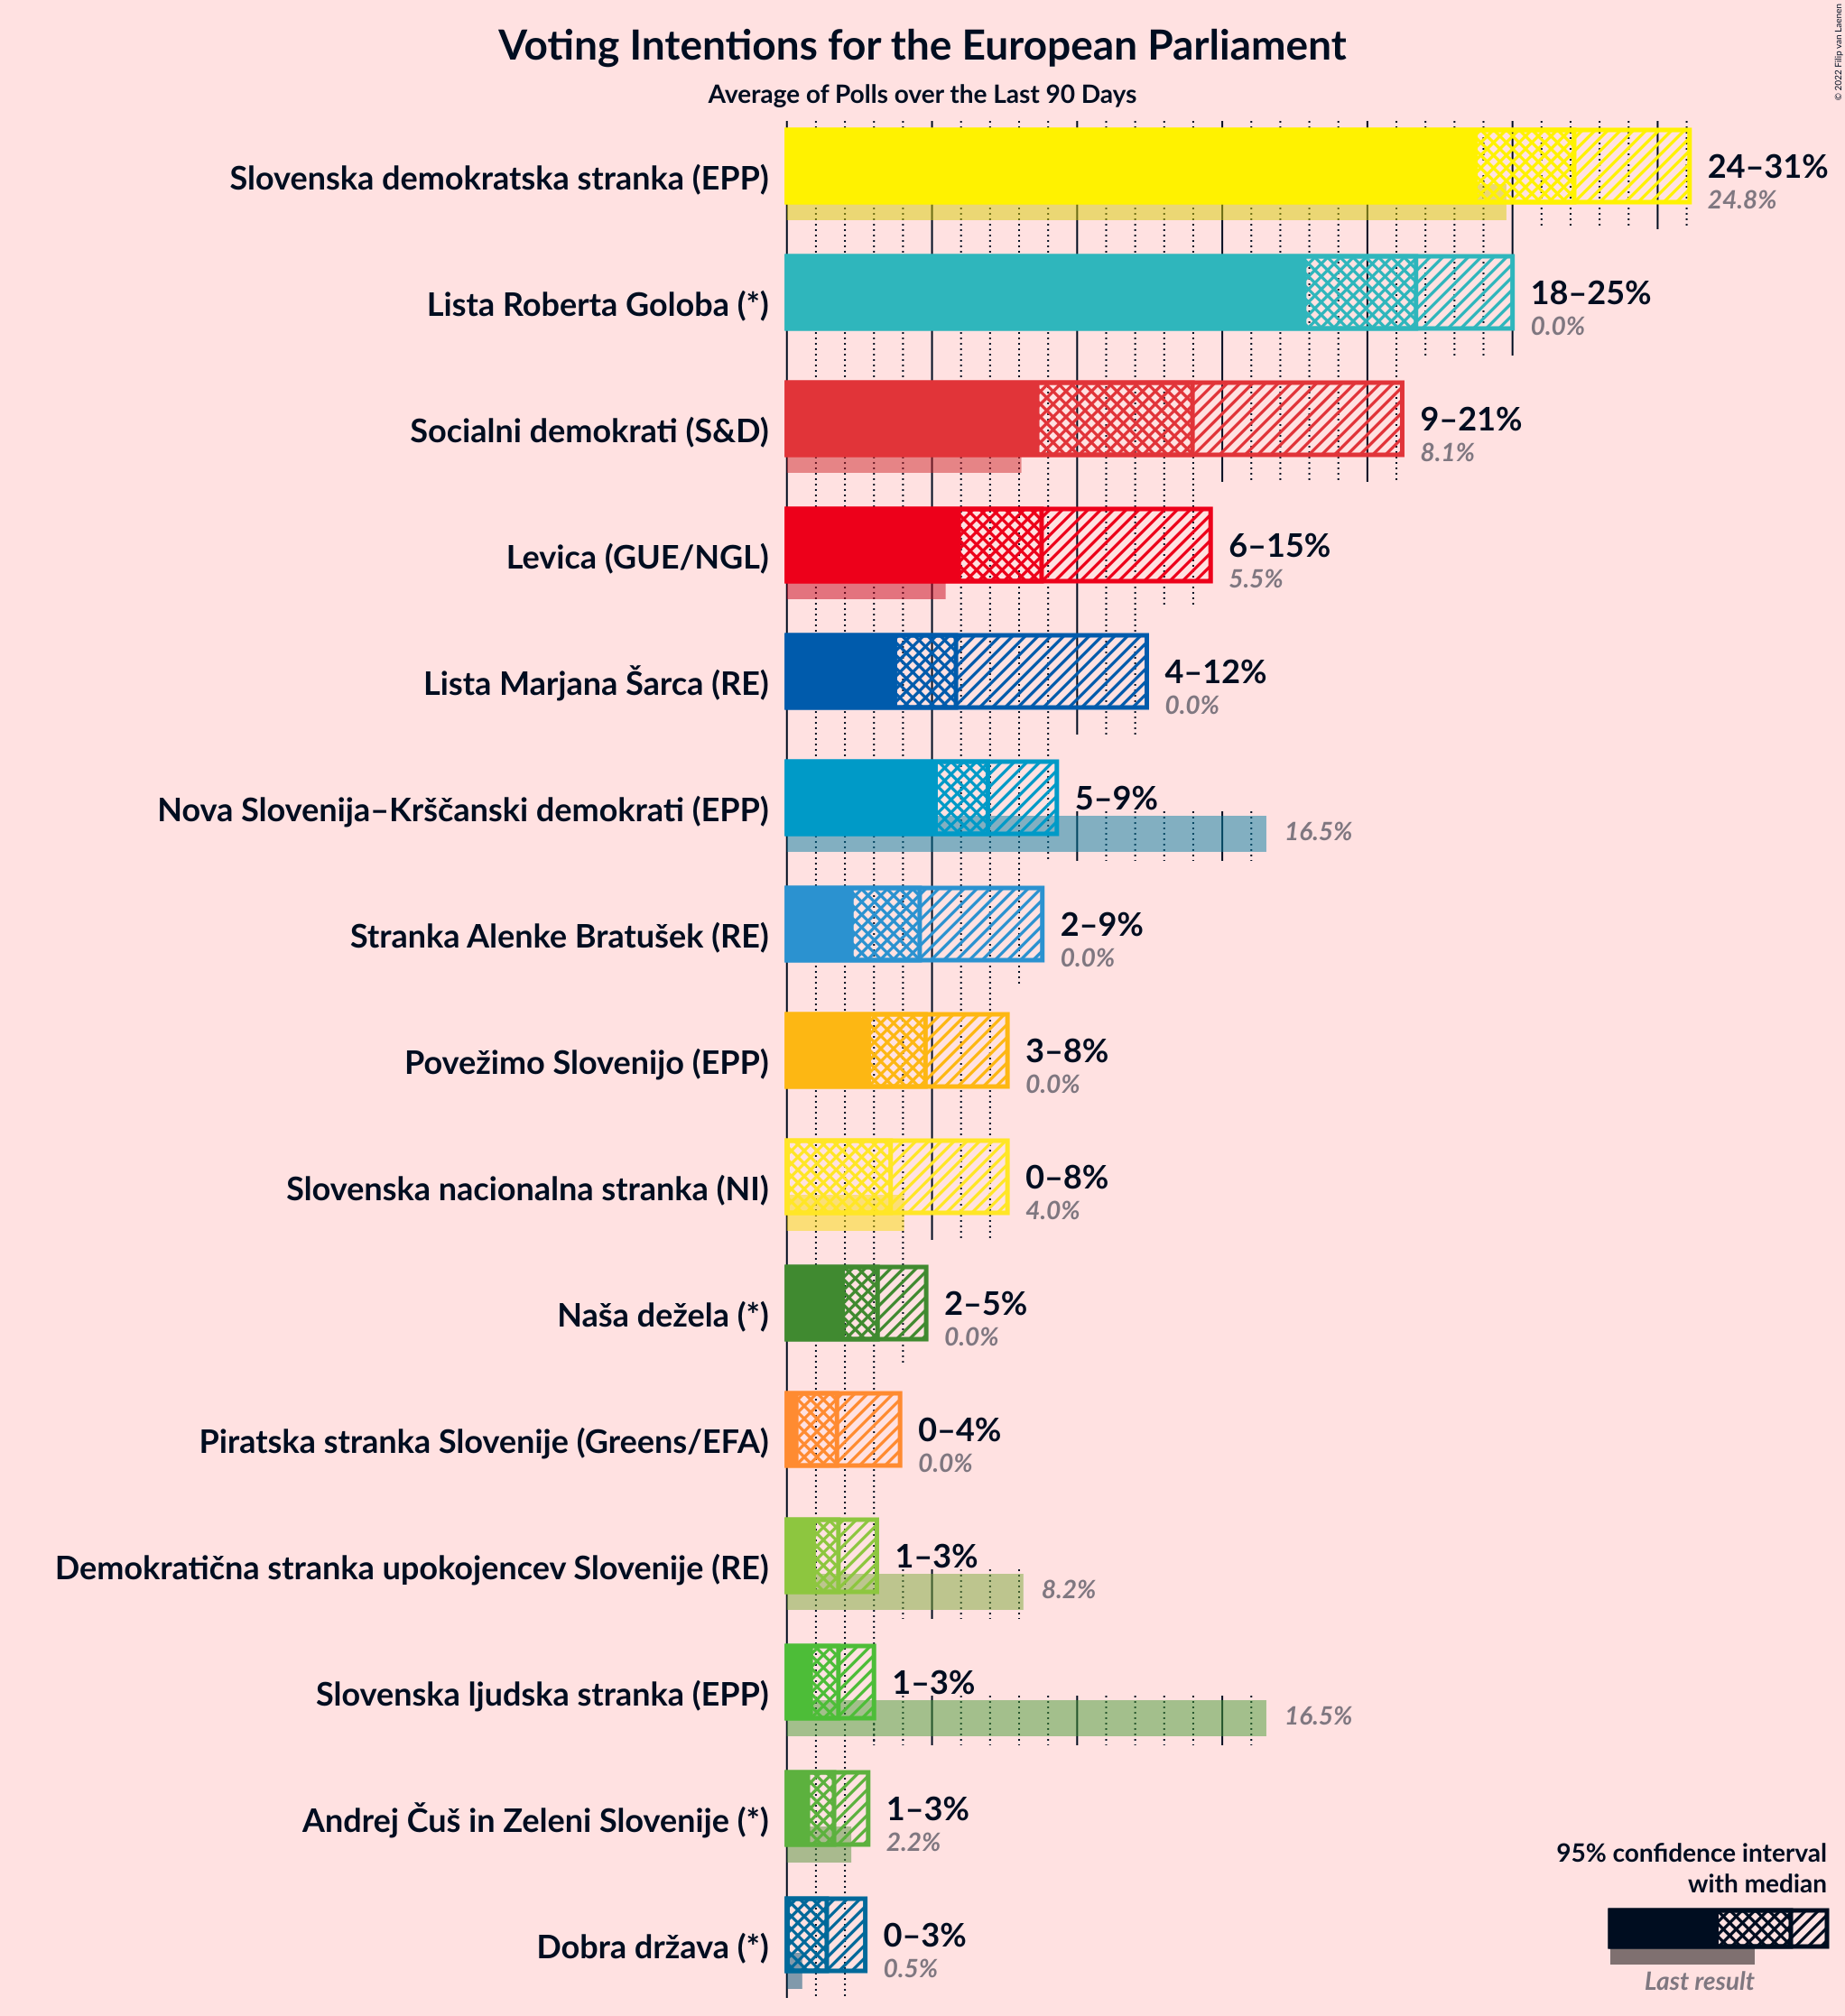 © 2022 Filip van Laenen
Voting Intentions for the European Parliament
Average of Polls over the Last 90 Days
Slovenska demokratska stranka (EPP)
24–31%
24.8%
Lista Roberta Goloba (*)
18–25%
0.0%
Socialni demokrati (S&D)
9–21%
8.1%
Levica (GUE/NGL)
6–15%
5.5%
Lista Marjana Šarca (RE)
4–12%
0.0%
Nova Slovenija–Krščanski demokrati (EPP)
5–9%
16.5%
Stranka Alenke Bratušek (RE)
2–9%
0.0%
Povežimo Slovenijo (EPP)
3–8%
0.0%
Slovenska nacionalna stranka (NI)
0–8%
4.0%
Naša dežela (*)
2–5%
0.0%
Piratska stranka Slovenije (Greens/EFA)
0–4%
0.0%
Demokratična stranka upokojencev Slovenije (RE)
1–3%
8.2%
Slovenska ljudska stranka (EPP)
1–3%
16.5%
Andrej Čuš in Zeleni Slovenije (*)
1–3%
2.2%
Dobra država (*)
0–3%
0.5%
95% confidence interval
with median
Last result